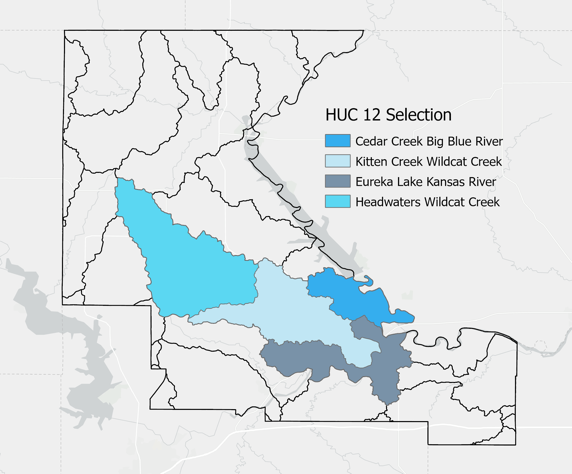 HUC 12 Selection
Cedar Creek Big Blue River
Kitten Creek Wildcat Creek
Eureka Lake Kansas River
Headwaters Wildcat Creek